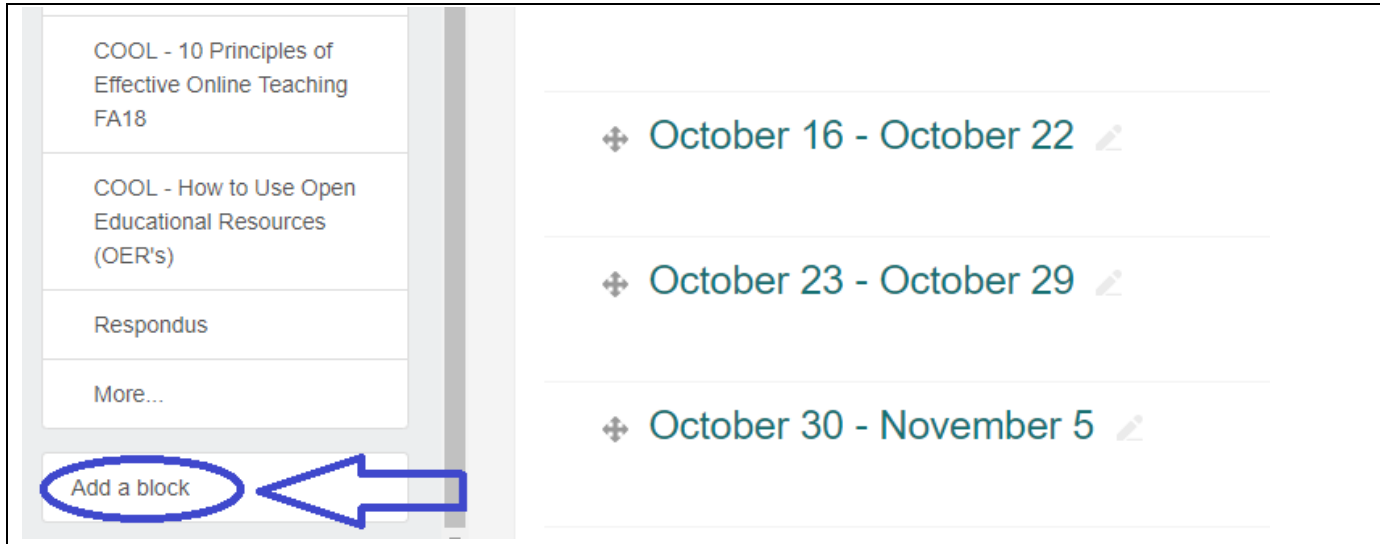 COOL - 10 Principles of
Effective Online Teaching
FA18
COOL - How to Use Open
Educational Resources
(OER's)
Respondus
More...
Add a block
October 16 - October 22
October 23 - October 29
October 30 - November 5